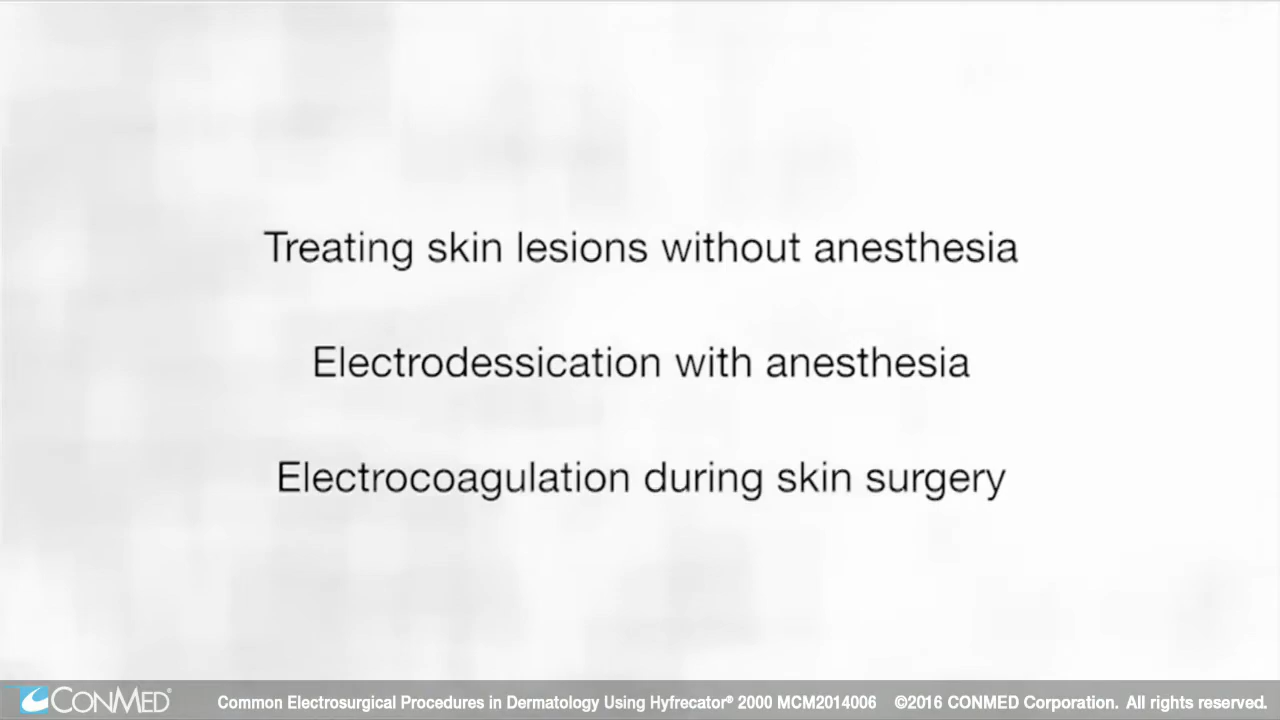 Treating skin lesions without anesthesia
Electrodessication with anesthesia
Electrocoagulation during skin surgery
CONMED® Common Electrosurgical Procedures in Dermatology Using Hyfrecator® 2000 MCM2014006 ©2016 CONMED Corporation. All rights reserved.